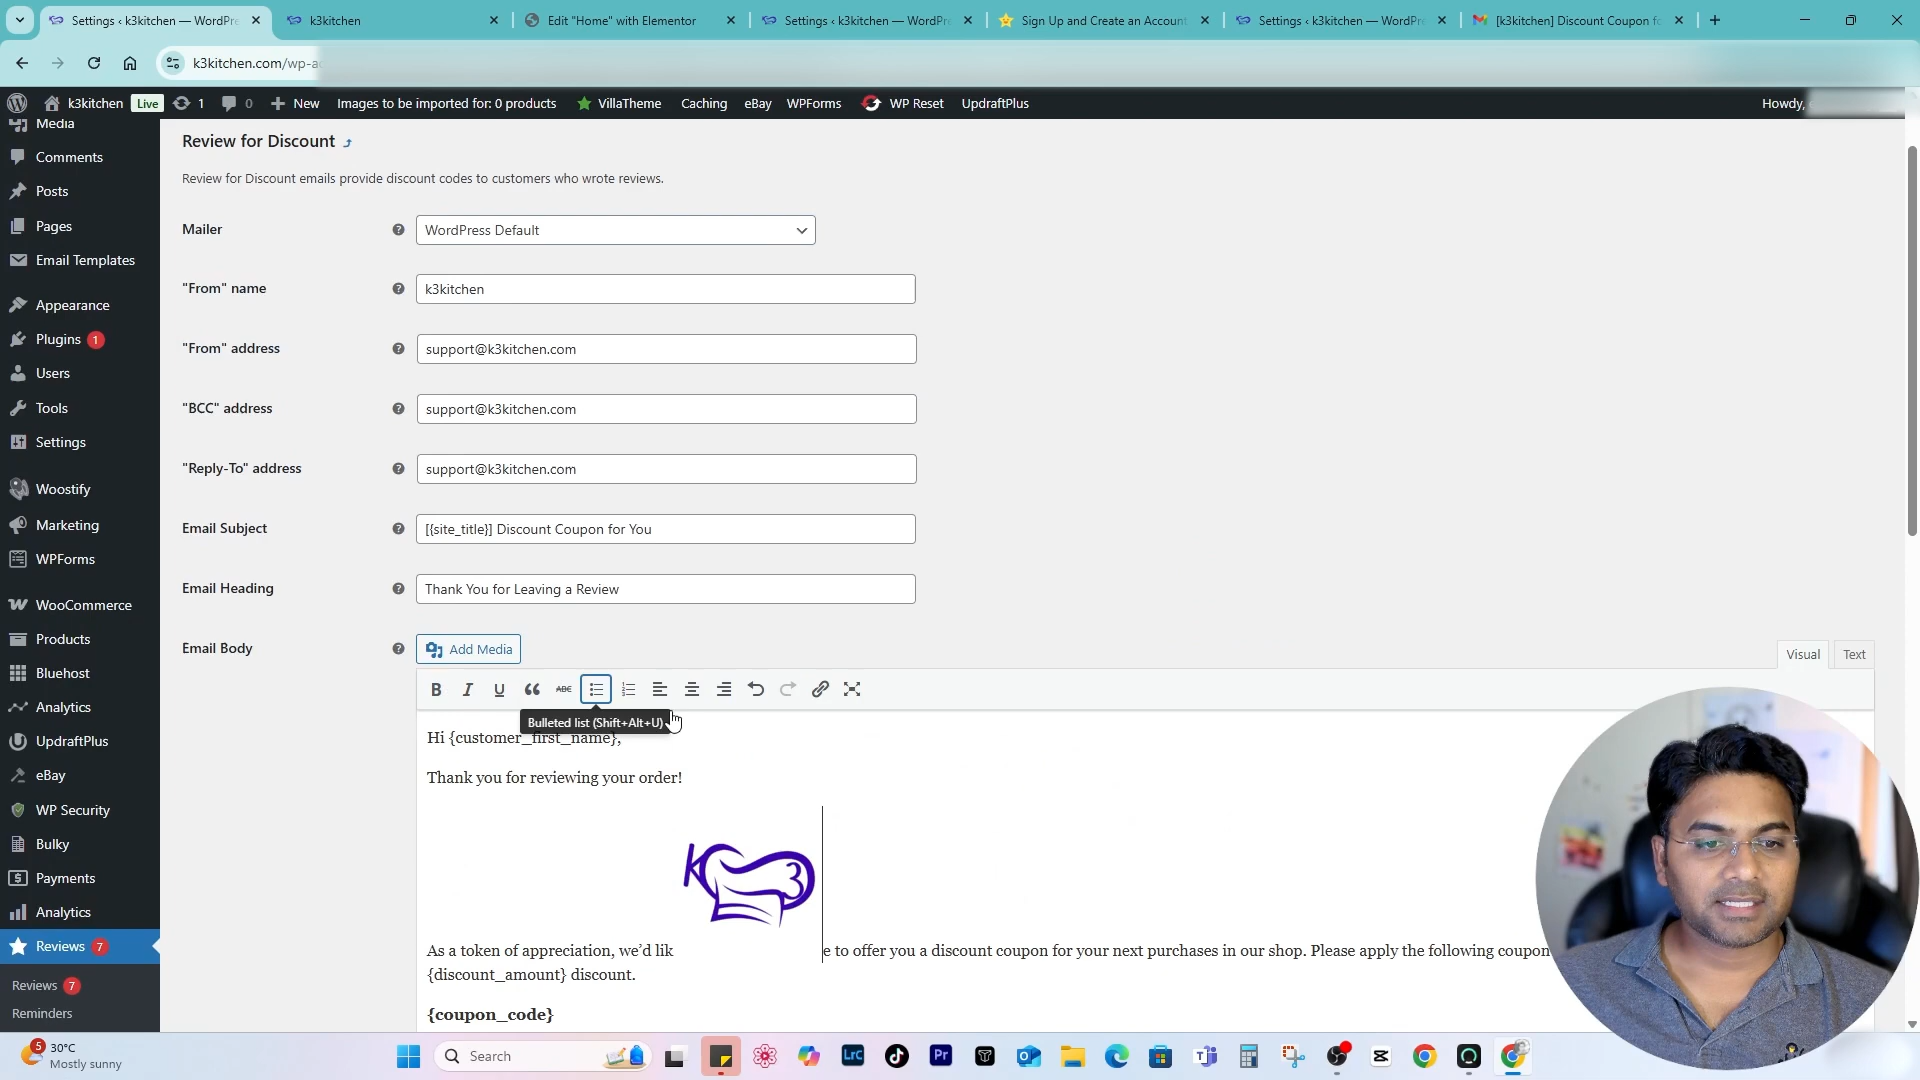 Settings ‹ k3kitchen — WordPre
k3kitchen
Edit "Home" with Elementor
Settings ‹ k3kitchen — WordPre
Sign Up and Create an Account
Settings ‹ k3kitchen — WordPre
[k3kitchen] Discount Coupon fo
k3kitchen.com/wp-ad
k3kitchen
Live
1
0
New
Images to be imported for: 0 products
VillaTheme
Caching
eBay
WPForms
WP Reset
UpdraftPlus
Howdy,
Media
Comments
Posts
Pages
Email Templates
Appearance
Plugins 1
Users
Tools
Settings
Woostify
Marketing
WPForms
WooCommerce
Products
Bluehost
Analytics
UpdraftPlus
eBay
WP Security
Bulky
Payments
Analytics
Reviews 7
Reviews 7
Reminders
Review for Discount
Review for Discount emails provide discount codes to customers who wrote reviews.
Mailer
WordPress Default
"From" name
k3kitchen
"From" address
support@k3kitchen.com
"BCC" address
support@k3kitchen.com
"Reply-To" address
support@k3kitchen.com
Email Subject
[{site_title}] Discount Coupon for You
Email Heading
Thank You for Leaving a Review
Email Body
Add Media
Visual
Text
B I U ABC
Bulleted list (Shift+Alt+U)
Hi {customer_first_name},
Thank you for reviewing your order!
K3
As a token of appreciation, we'd lik e to offer you a discount coupon for your next purchases in our shop. Please apply the following coupon
{discount_amount} discount.
{coupon_code}
5
30°C
Mostly sunny
Search
LrC
Pr